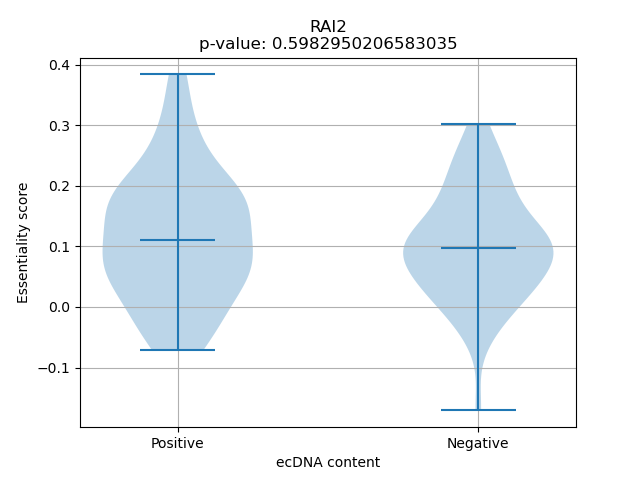 RAI2
p-value: 0.5982950206583035
0.4
0.3
0.2
0.1
0.0
−0.1
Essentiality score
Positive
Negative
ecDNA content